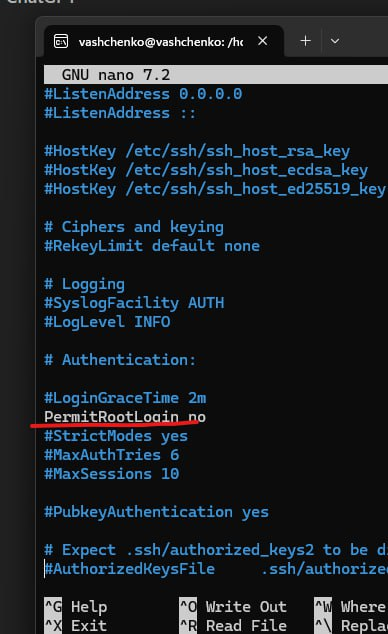 vashchenko@vashchenko: /hc
GNU nano 7.2
#ListenAddress 0.0.0.0
#ListenAddress ::
#HostKey /etc/ssh/ssh_host_rsa_key
#HostKey /etc/ssh/ssh_host_ecdsa_key
#HostKey /etc/ssh/ssh_host_ed25519_key
# Ciphers and keying
#RekeyLimit default none
# Logging
#SyslogFacility AUTH
#LogLevel INFO
# Authentication:
#LoginGraceTime 2m
PermitRootLogin no
#StrictModes yes
#MaxAuthTries 6
#MaxSessions 10
#PubkeyAuthentication yes
# Expect .ssh/authorized_keys2 to be di
#AuthorizedKeysFile .ssh/authorized
^G Help ^O Write Out ^W Where
^X Exit ^R Read File ^\ Replac